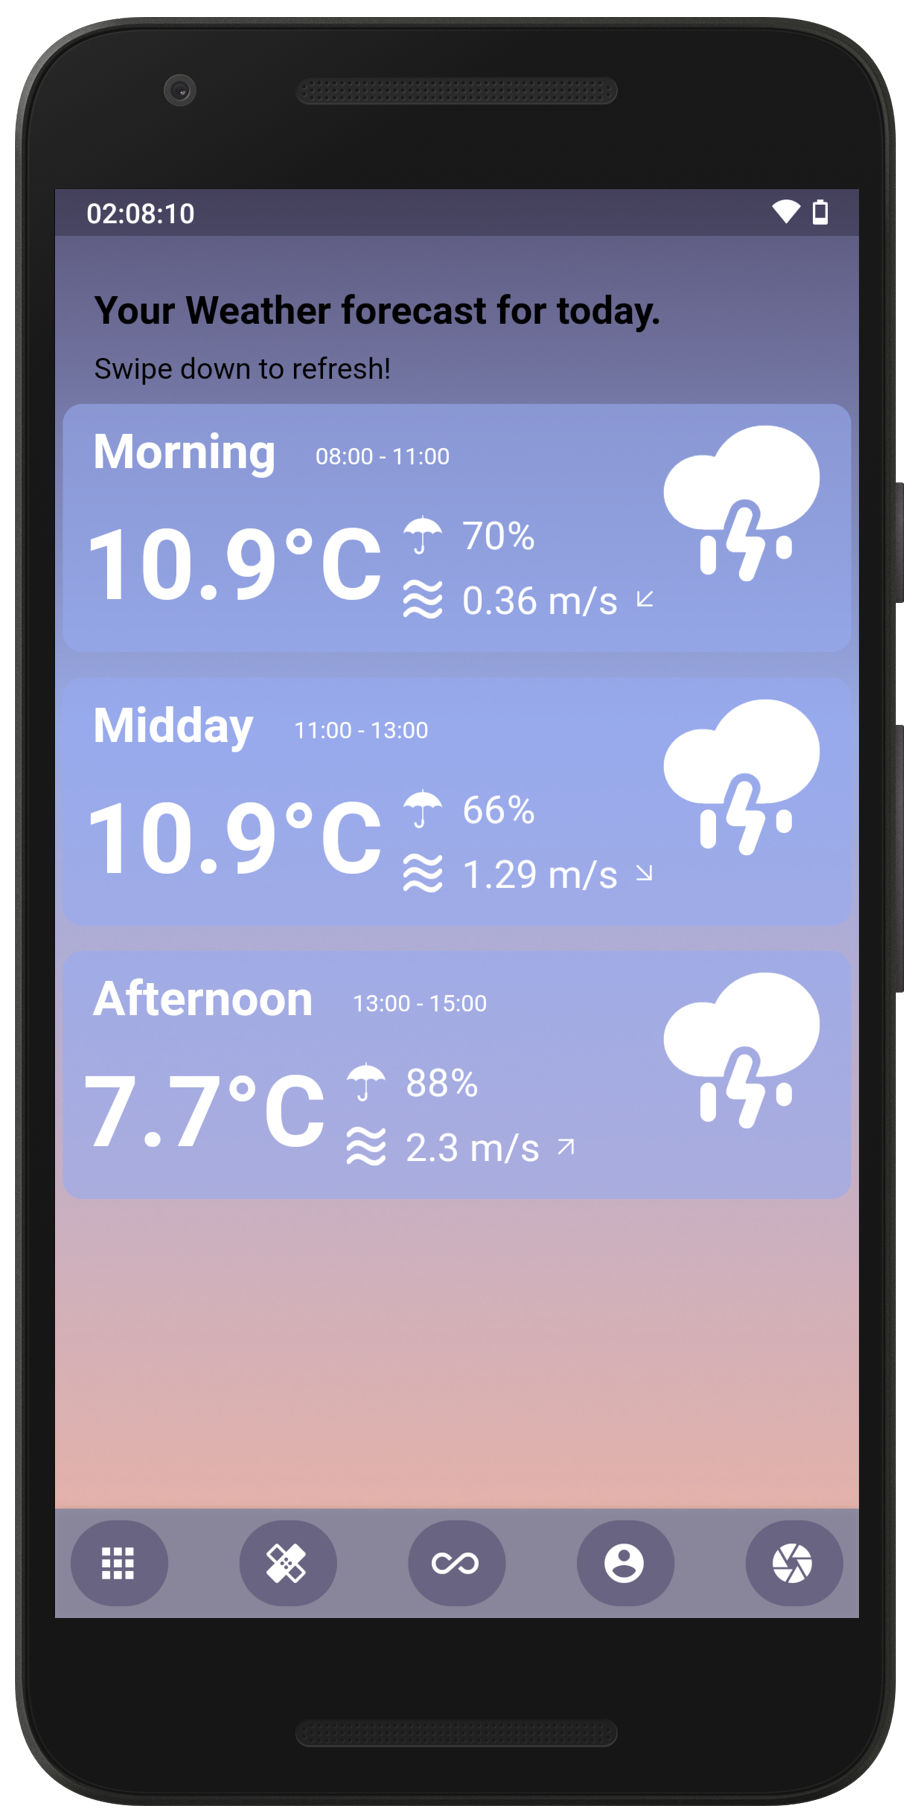 02:08:10
Your Weather forecast for today.
Swipe down to refresh!
Morning 08:00 - 11:00
10.9°C 70%
0.36 m/s
Midday 11:00 - 13:00
10.9°C 66%
1.29 m/s
Afternoon 13:00 - 15:00
7.7°C 88%
2.3 m/s